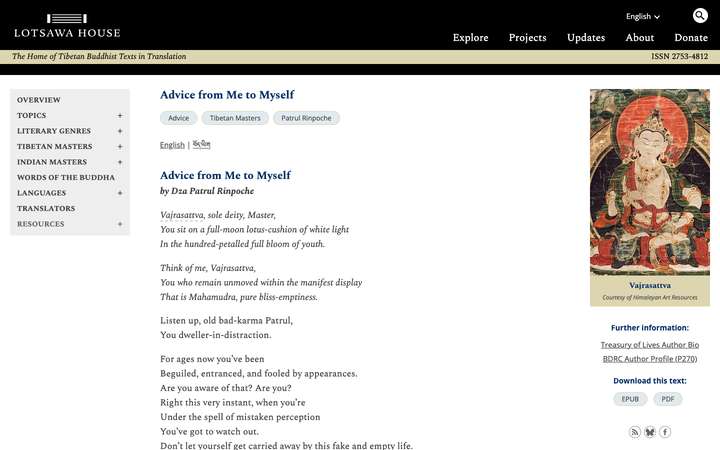 LOTSAWA HOUSE
English
Explore Projects Updates About Donate
The Home of Tibetan Buddhist Texts in Translation
ISSN 2753-4812
OVERVIEW
TOPICS +
LITERARY GENRES +
TIBETAN MASTERS +
INDIAN MASTERS +
WORDS OF THE BUDDHA
LANGUAGES +
TRANSLATORS
RESOURCES +
Advice from Me to Myself
Advice Tibetan Masters Patrul Rinpoche
English | བོད་ཡིག
Advice from Me to Myself
by Dza Patrul Rinpoche
Vajrasattva, sole deity, Master,
You sit on a full-moon lotus-cushion of white light
In the hundred-petalled full bloom of youth.
Think of me, Vajrasattva,
You who remain unmoved within the manifest display
That is Mahamudra, pure bliss-emptiness.
Listen up, old bad-karma Patrul,
You dweller-in-distraction.
For ages now you’ve been
Beguiled, entranced, and fooled by appearances.
Are you aware of that? Are you?
Right this very instant, when you’re
Under the spell of mistaken perception
You’ve got to watch out.
Don’t let yourself get carried away by this fake and empty life.
Vajrasattva
Courtesy of Himalayan Art Resources
Further information:
Treasury of Lives Author Bio
BDRC Author Profile (P270)
Download this text:
EPUB PDF